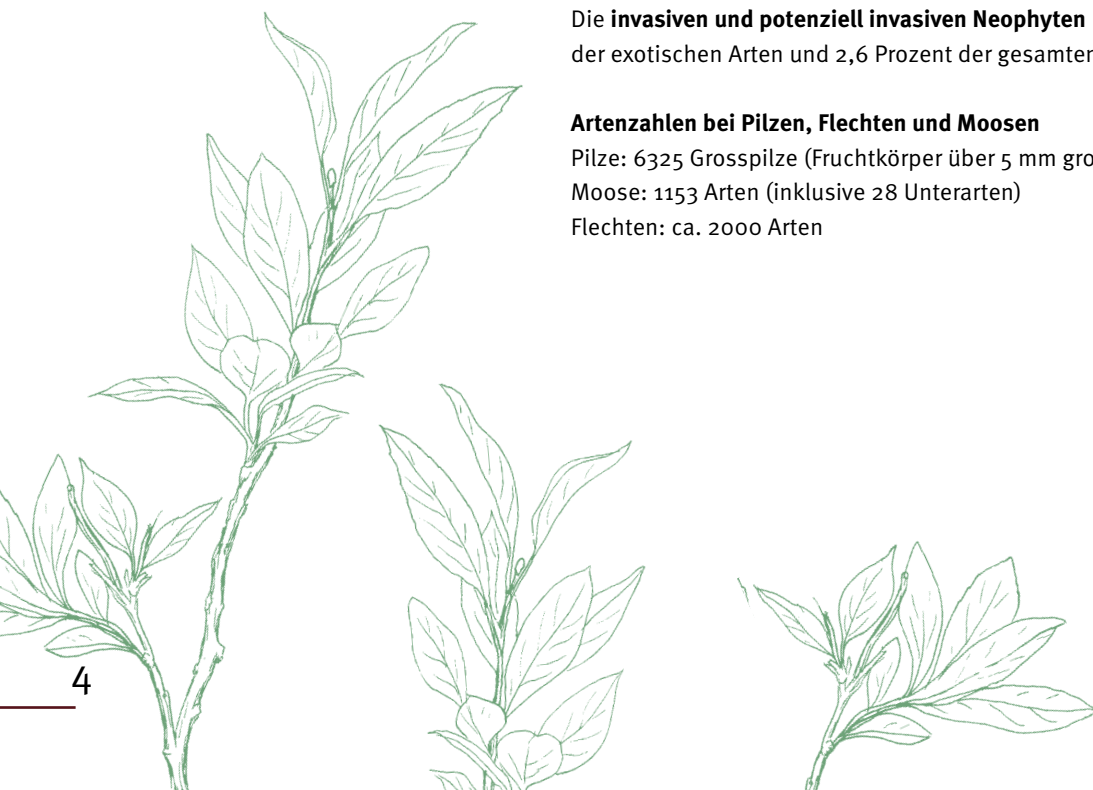 Die invasiven und potenziell invasiven Neophyten
der exotischen Arten und 2,6 Prozent der gesamten
Artenzahlen bei Pilzen, Flechten und Moosen
Pilze: 6325 Grosspilze (Fruchtkörper über 5 mm gro
Moose: 1153 Arten (inklusive 28 Unterarten)
Flechten: ca. 2000 Arten
4